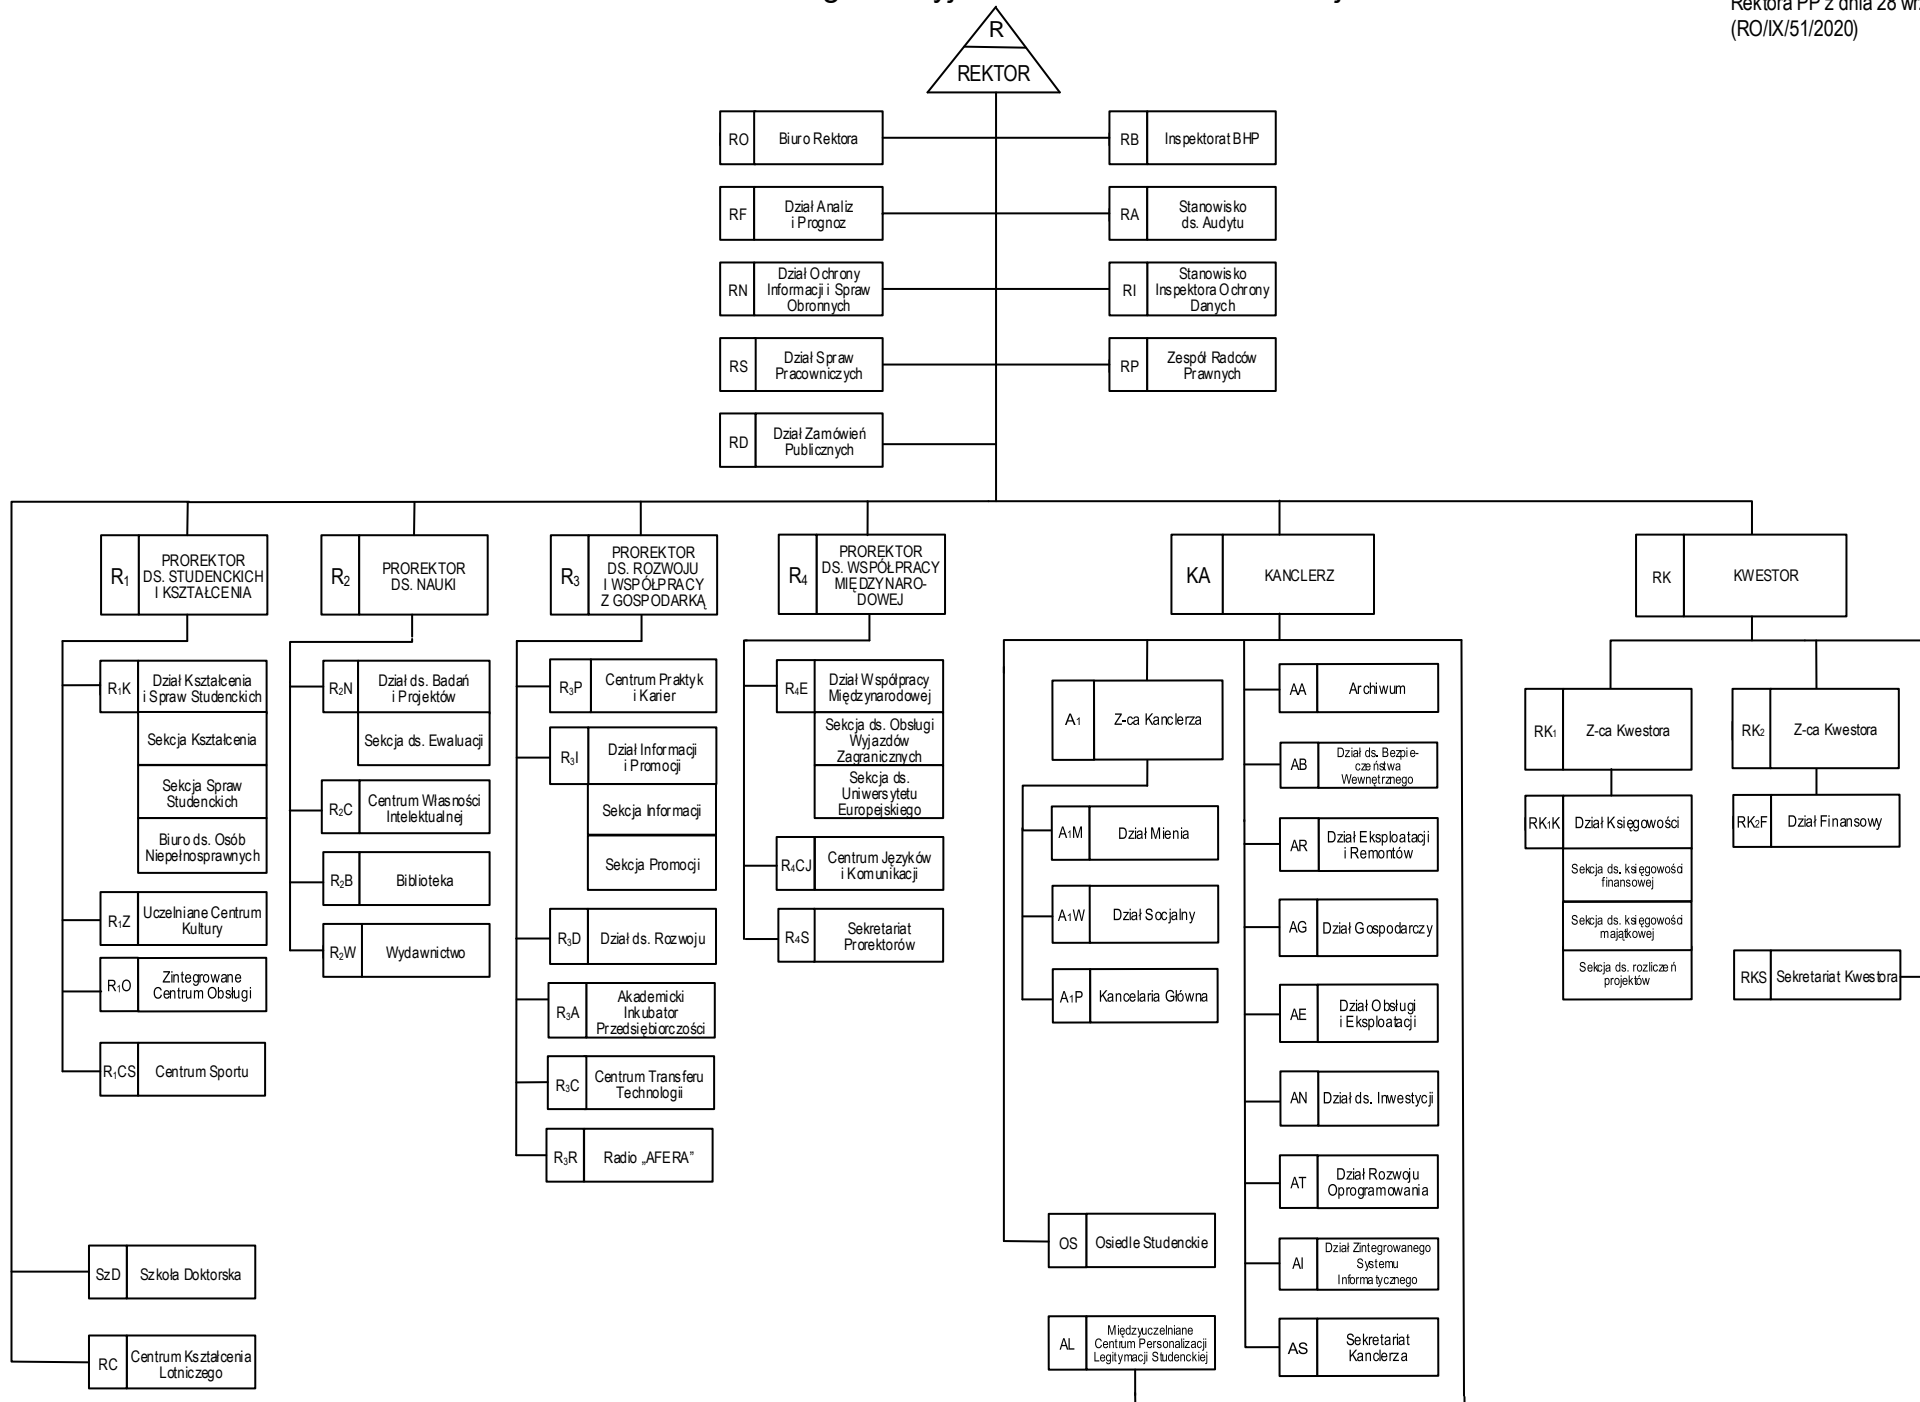 Rektora PP z dnia 28
(RO/IX/51/2020)
R
REKTOR
RO
Biuro Rektora
RB
Inspektorat BHP
RF
Dział Analiz
i Prognoz
RA
Stanowisko
ds. Audytu
RN
Dział Ochrony
Informacji i Spraw
Obronnych
RI
Stanowisko
Inspektora Ochrony
Danych
RS
Dział Spraw
Pracowniczych
RP
Zespół Radców
Prawnych
RD
Dział Zamówień
Publicznych
R1
PROREKTOR
DS. STUDENCKICH
I KSZTAŁCENIA
R2
PROREKTOR
DS. NAUKI
R3
PROREKTOR
DS. ROZWOJU
I WSPÓŁPRACY
Z GOSPODARKĄ
R4
PROREKTOR
DS. WSPÓŁPRACY
MIĘDZYNARO-
DOWEJ
KA
KANCLERZ
RK
KWESTOR
R1K
Dział Kształcenia
i Spraw Studenckich
Sekcja Kształcenia
Sekcja Spraw
Studenckich
Biuro ds. Osób
Niepełnosprawnych
R1Z
Uczelniane Centrum
Kultury
R1O
Zintegrowane
Centrum Obsługi
R1CS
Centrum Sportu
R2N
Dział ds. Badań
i Projektów
Sekcja ds. Ewaluacji
R2C
Centrum Własności
Intelektualnej
R2B
Biblioteka
R2W
Wydawnictwo
R3P
Centrum Praktyk
i Karier
R3I
Dział Informacji
i Promocji
Sekcja Informacji
Sekcja Promocji
R3D
Dział ds. Rozwoju
R3A
Akademicki
Inkubator
Przedsiębiorczości
R3C
Centrum Transferu
Technologii
R3R
Radio „AFERA”
R4E
Dział Współpracy
Międzynarodowej
Sekcja ds. Obsługi
Wyjazdów
Zagranicznych
Sekcja ds.
Uniwersytetu
Europejskiego
R4CJ
Centrum Języków
i Komunikacji
R4S
Sekretariat
Prorektorów
A1
Z-ca Kanclerza
A1M
Dział Mienia
A1W
Dział Socjalny
A1P
Kancelaria Główna
OS
Osiedle Studenckie
AL
Międzyuczelniane
Centrum Personalizacji
Legitymacji Studenckiej
AA
Archiwum
AB
Dział ds. Bezpie-
czeństwa
Wewnętrznego
AR
Dział Eksploatacji
i Remontów
AG
Dział Gospodarczy
AE
Dział Obsługi
i Eksploatacji
AN
Dział ds. Inwestycji
AT
Dział Rozwoju
Oprogramowania
AI
Dział Zintegrowanego
Systemu
Informatycznego
AS
Sekretariat
Kanclerza
RK1
Z-ca Kwestora
RK1K
Dział Księgowości
Sekcja ds. księgowości
finansowej
Sekcja ds. księgowości
majątkowej
Sekcja ds. rozliczeń
projektów
RK2
Z-ca Kwestora
RK2F
Dział Finansowy
RKS
Sekretariat Kwestora
SzD
Szkoła Doktorska
RC
Centrum Kształcenia
Lotniczego